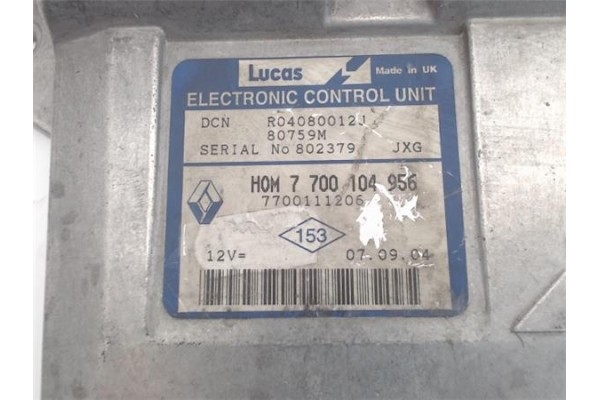 Lucas Made in UK
ELECTRONIC CONTROL UNIT
DCN R04080012J
80759M
SERIAL No 802379 JXG
HOM 7 700 104 956
7700111206
153
12V= 07.09.04